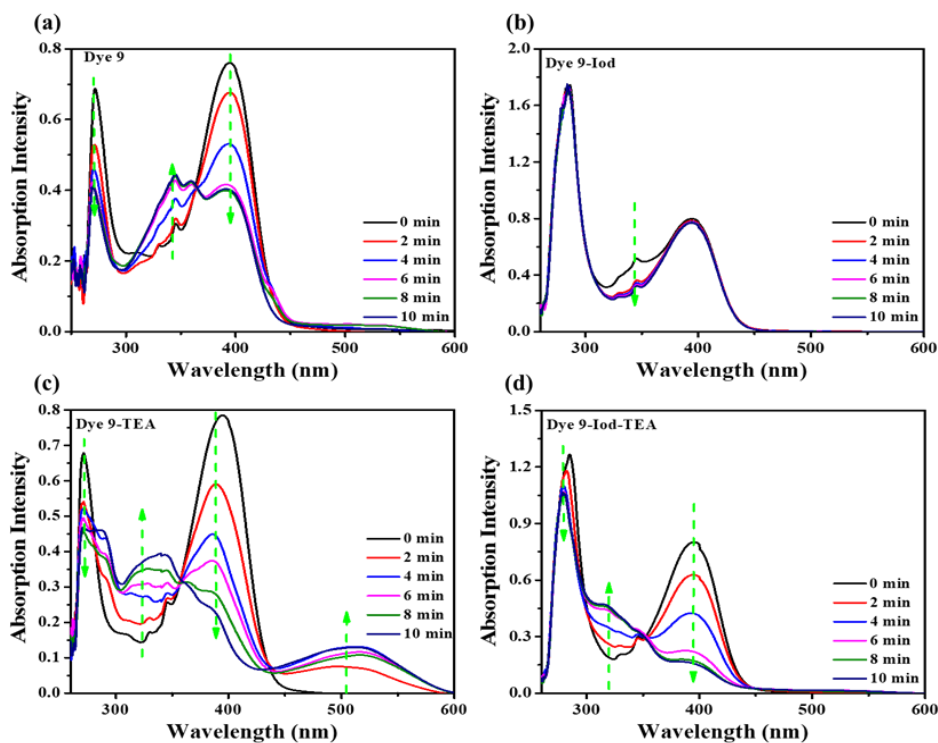 (a)
Dye 9
0.8
0.6
0.4
0.2
0.0
Absorption Intensity
0 min
2 min
4 min
6 min
8 min
10 min
300 400 500 600
Wavelength (nm)
(b)
Dye 9-Iod
2.0
1.6
1.2
0.8
0.4
0.0
Absorption Intensity
0 min
2 min
4 min
6 min
8 min
10 min
300 400 500 600
Wavelength (nm)
(c)
Dye 9-TEA
0.8
0.7
0.6
0.5
0.4
0.3
0.2
0.1
0.0
Absorption Intensity
0 min
2 min
4 min
6 min
8 min
10 min
300 400 500 600
Wavelength (nm)
(d)
Dye 9-Iod-TEA
1.5
1.2
0.9
0.6
0.3
0.0
Absorption Intensity
0 min
2 min
4 min
6 min
8 min
10 min
300 400 500 600
Wavelength (nm)